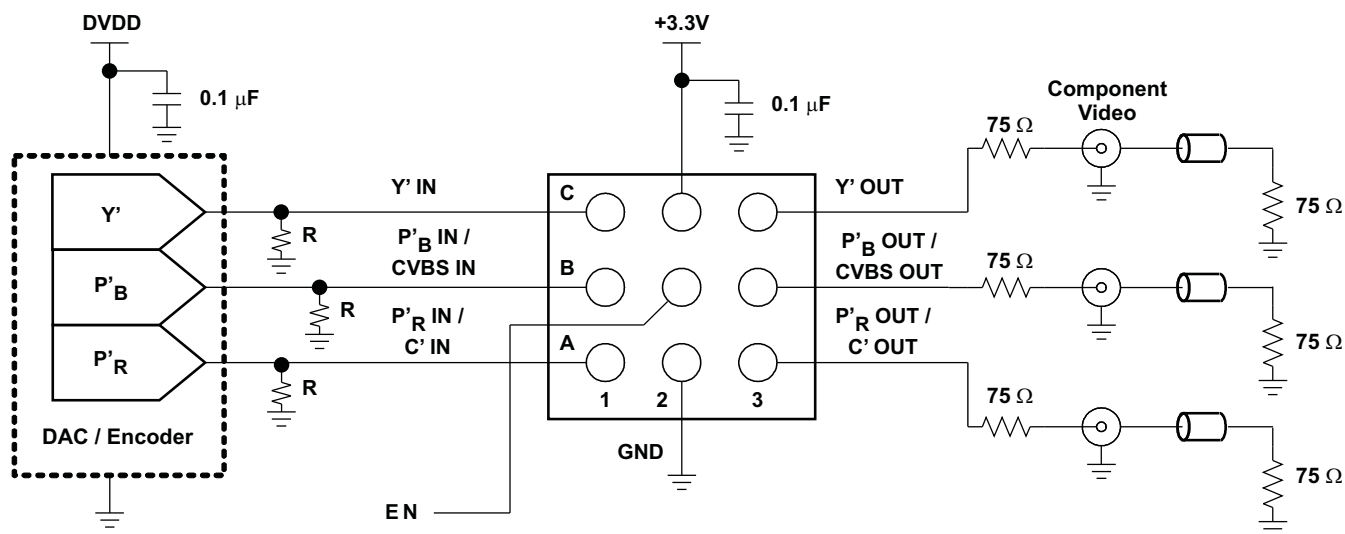 DVDD
+3.3V
0.1 μF
0.1 μF
Component
Video
75 Ω
Y' IN
C
Y' OUT
Y'
R
75 Ω
P'B IN /
CVBS IN
P'B OUT /
CVBS OUT
75 Ω
B
P'B
R
P'R IN /
C' IN
P'R OUT /
C' OUT
75 Ω
A
P'R
R
1 2 3
75 Ω
DAC / Encoder
GND
75 Ω
EN